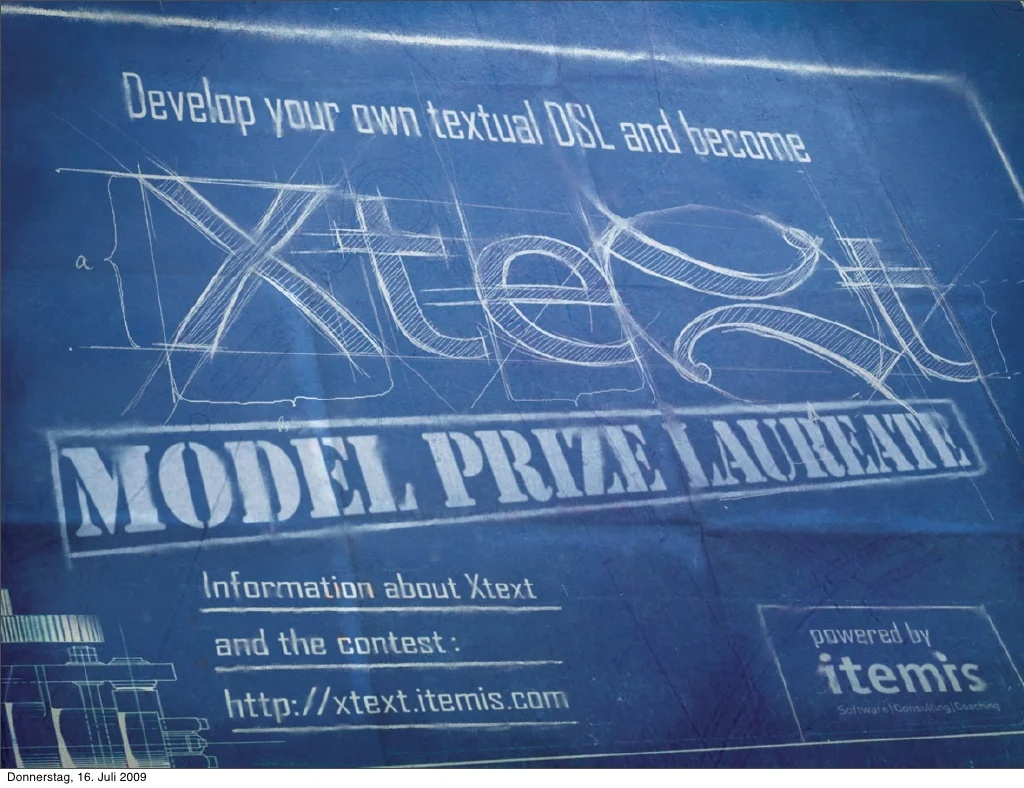 Develop your own textual DSL and become
Xtext
a
MODEL PRIZE LAUREATE
Information about Xtext
and the contest:
http://xtext.itemis.com
powered by
itemis
Software|Consulting|Coaching
Donnerstag, 16. Juli 2009